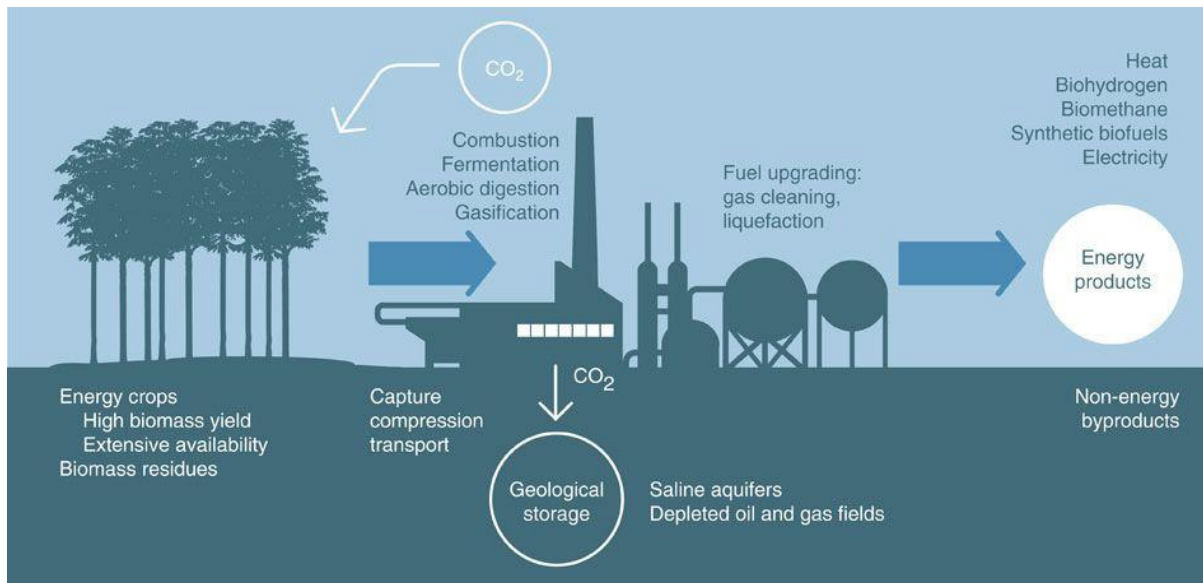 CO₂
Combustion
Fermentation
Aerobic digestion
Gasification
Fuel upgrading:
gas cleaning,
liquefaction
Heat
Biohydrogen
Biomethane
Synthetic biofuels
Electricity
Energy
products
Energy crops
High biomass yield
Extensive availability
Biomass residues
Capture
compression
transport
CO₂
Geological
storage
Saline aquifers
Depleted oil and gas fields
Non-energy
byproducts